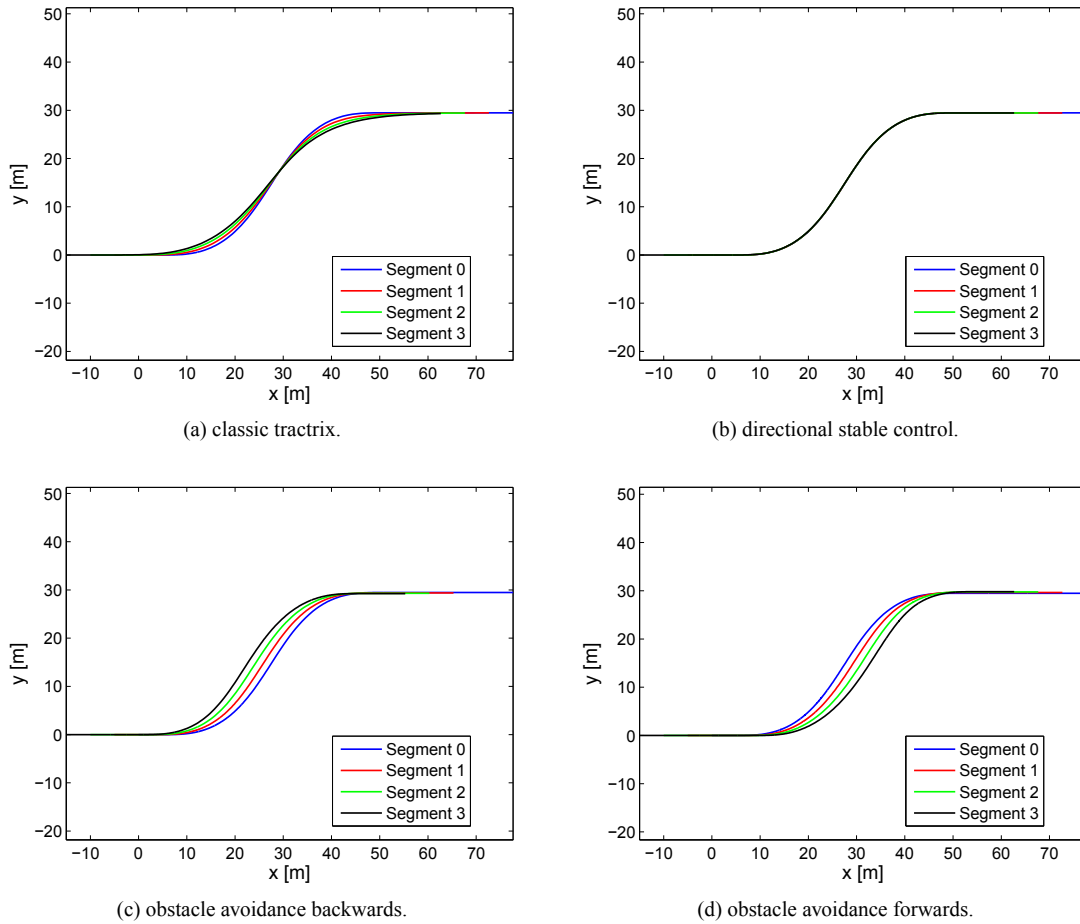 50
40
30
20
10
0
−10
−20
y [m]
−10 0 10 20 30 40 50 60 70
x [m]
Segment 0
Segment 1
Segment 2
Segment 3
(a) classic tractrix.
50
40
30
20
10
0
−10
−20
y [m]
−10 0 10 20 30 40 50 60 70
x [m]
Segment 0
Segment 1
Segment 2
Segment 3
(b) directional stable control.
50
40
30
20
10
0
−10
−20
y [m]
−10 0 10 20 30 40 50 60 70
x [m]
Segment 0
Segment 1
Segment 2
Segment 3
(c) obstacle avoidance backwards.
50
40
30
20
10
0
−10
−20
y [m]
−10 0 10 20 30 40 50 60 70
x [m]
Segment 0
Segment 1
Segment 2
Segment 3
(d) obstacle avoidance forwards.